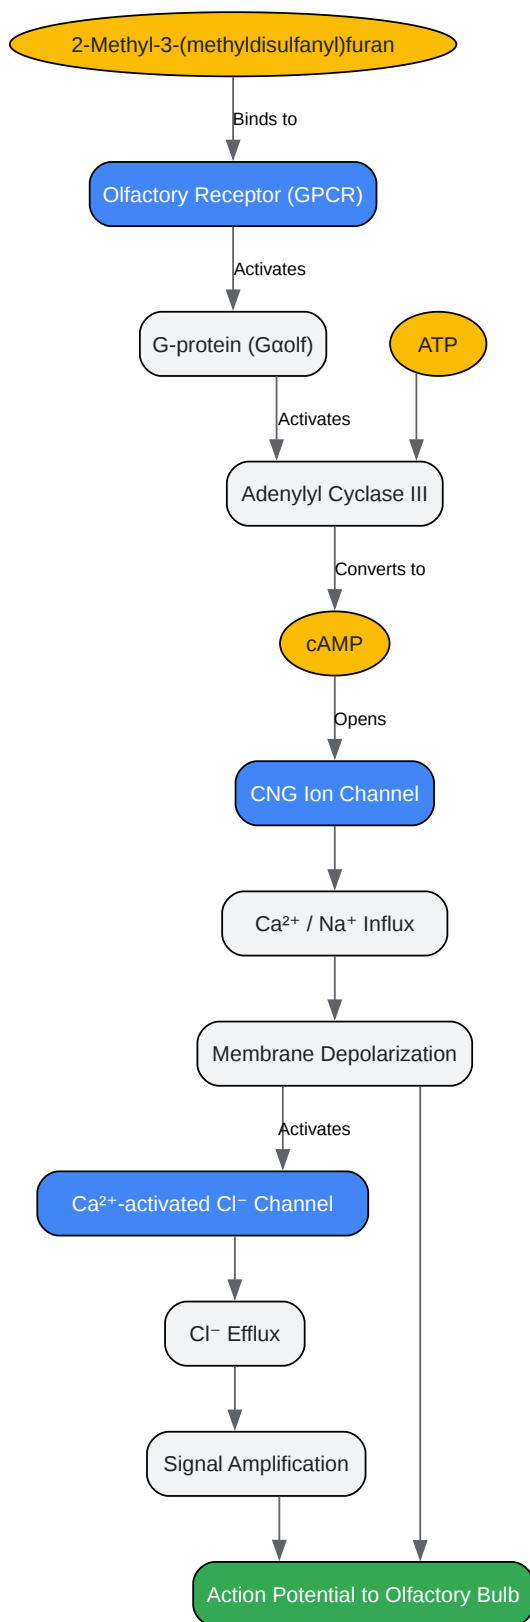 2-Methyl-3-(methyldisulfanyl)furan
Binds to
Olfactory Receptor (GPCR)
Activates
G-protein (Gαolf)
ATP
Activates
Adenylyl Cyclase III
Converts to
cAMP
Opens
CNG Ion Channel
Ca²⁺ / Na⁺ Influx
Membrane Depolarization
Activates
Ca²⁺-activated Cl⁻ Channel
Cl⁻ Efflux
Signal Amplification
Action Potential to Olfactory Bulb